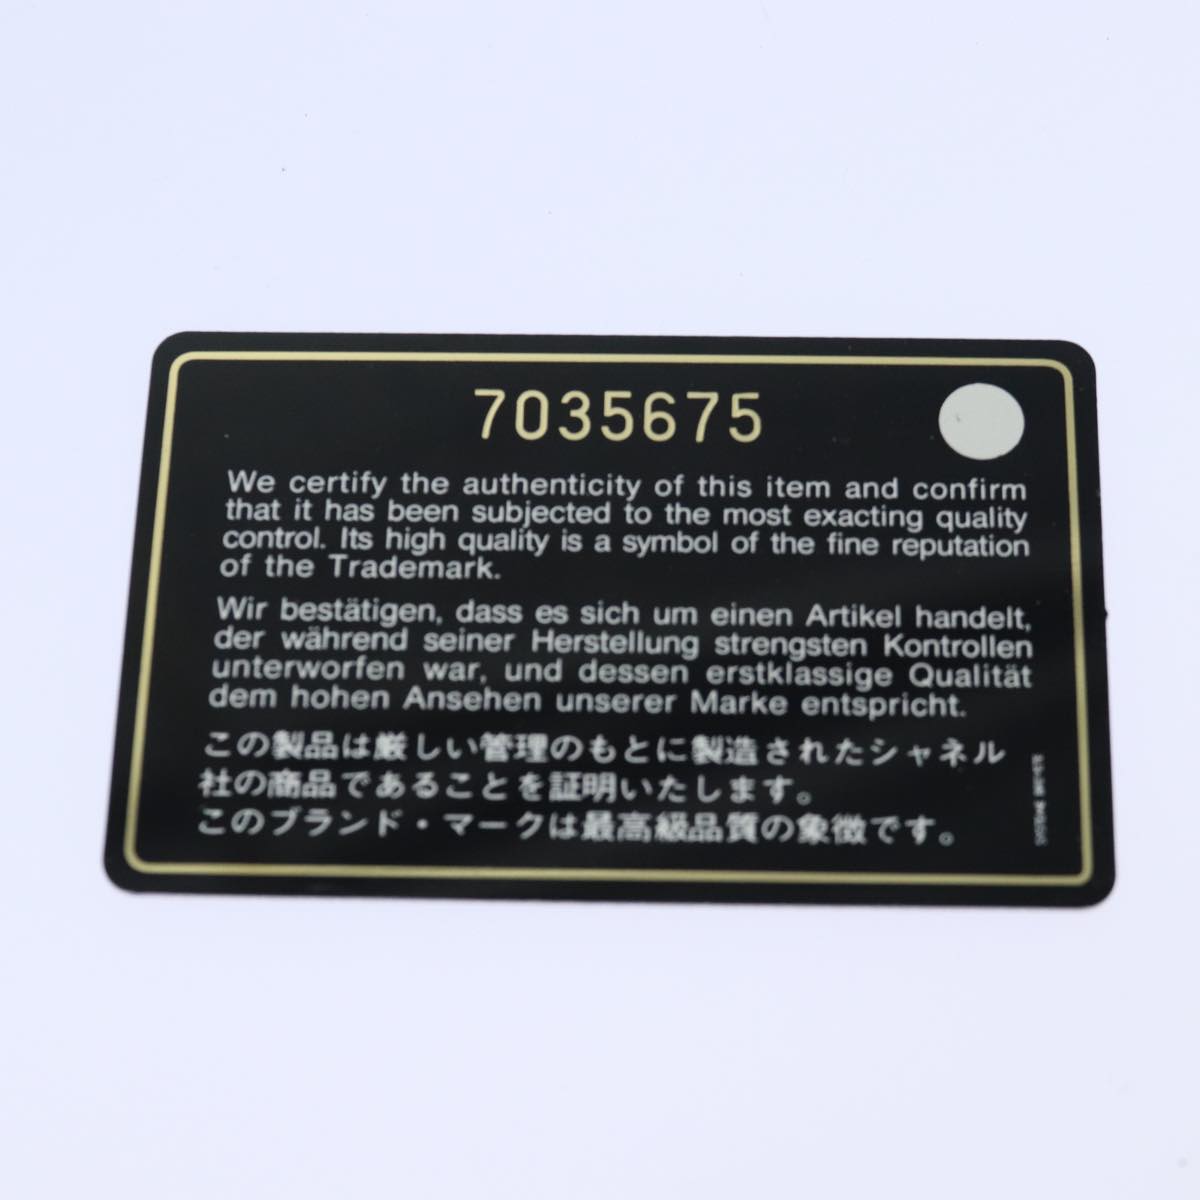 7035675
We certify the authenticity of this item and confirm
that it has been subjected to the most exacting quality
control. Its high quality is a symbol of the fine reputation
of the Trademark.
Wir bestätigen, dass es sich um einen Artikel handelt,
der während seiner Herstellung strengsten Kontrollen
unterworfen war, und dessen erstklassige Qualität
dem hohen Ansehen unserer Marke entspricht.
この製品は厳しい管理のもとに製造されたシャネル
社の商品であることを証明いたします。
このブランド・マークは最高級品質の象徴です。